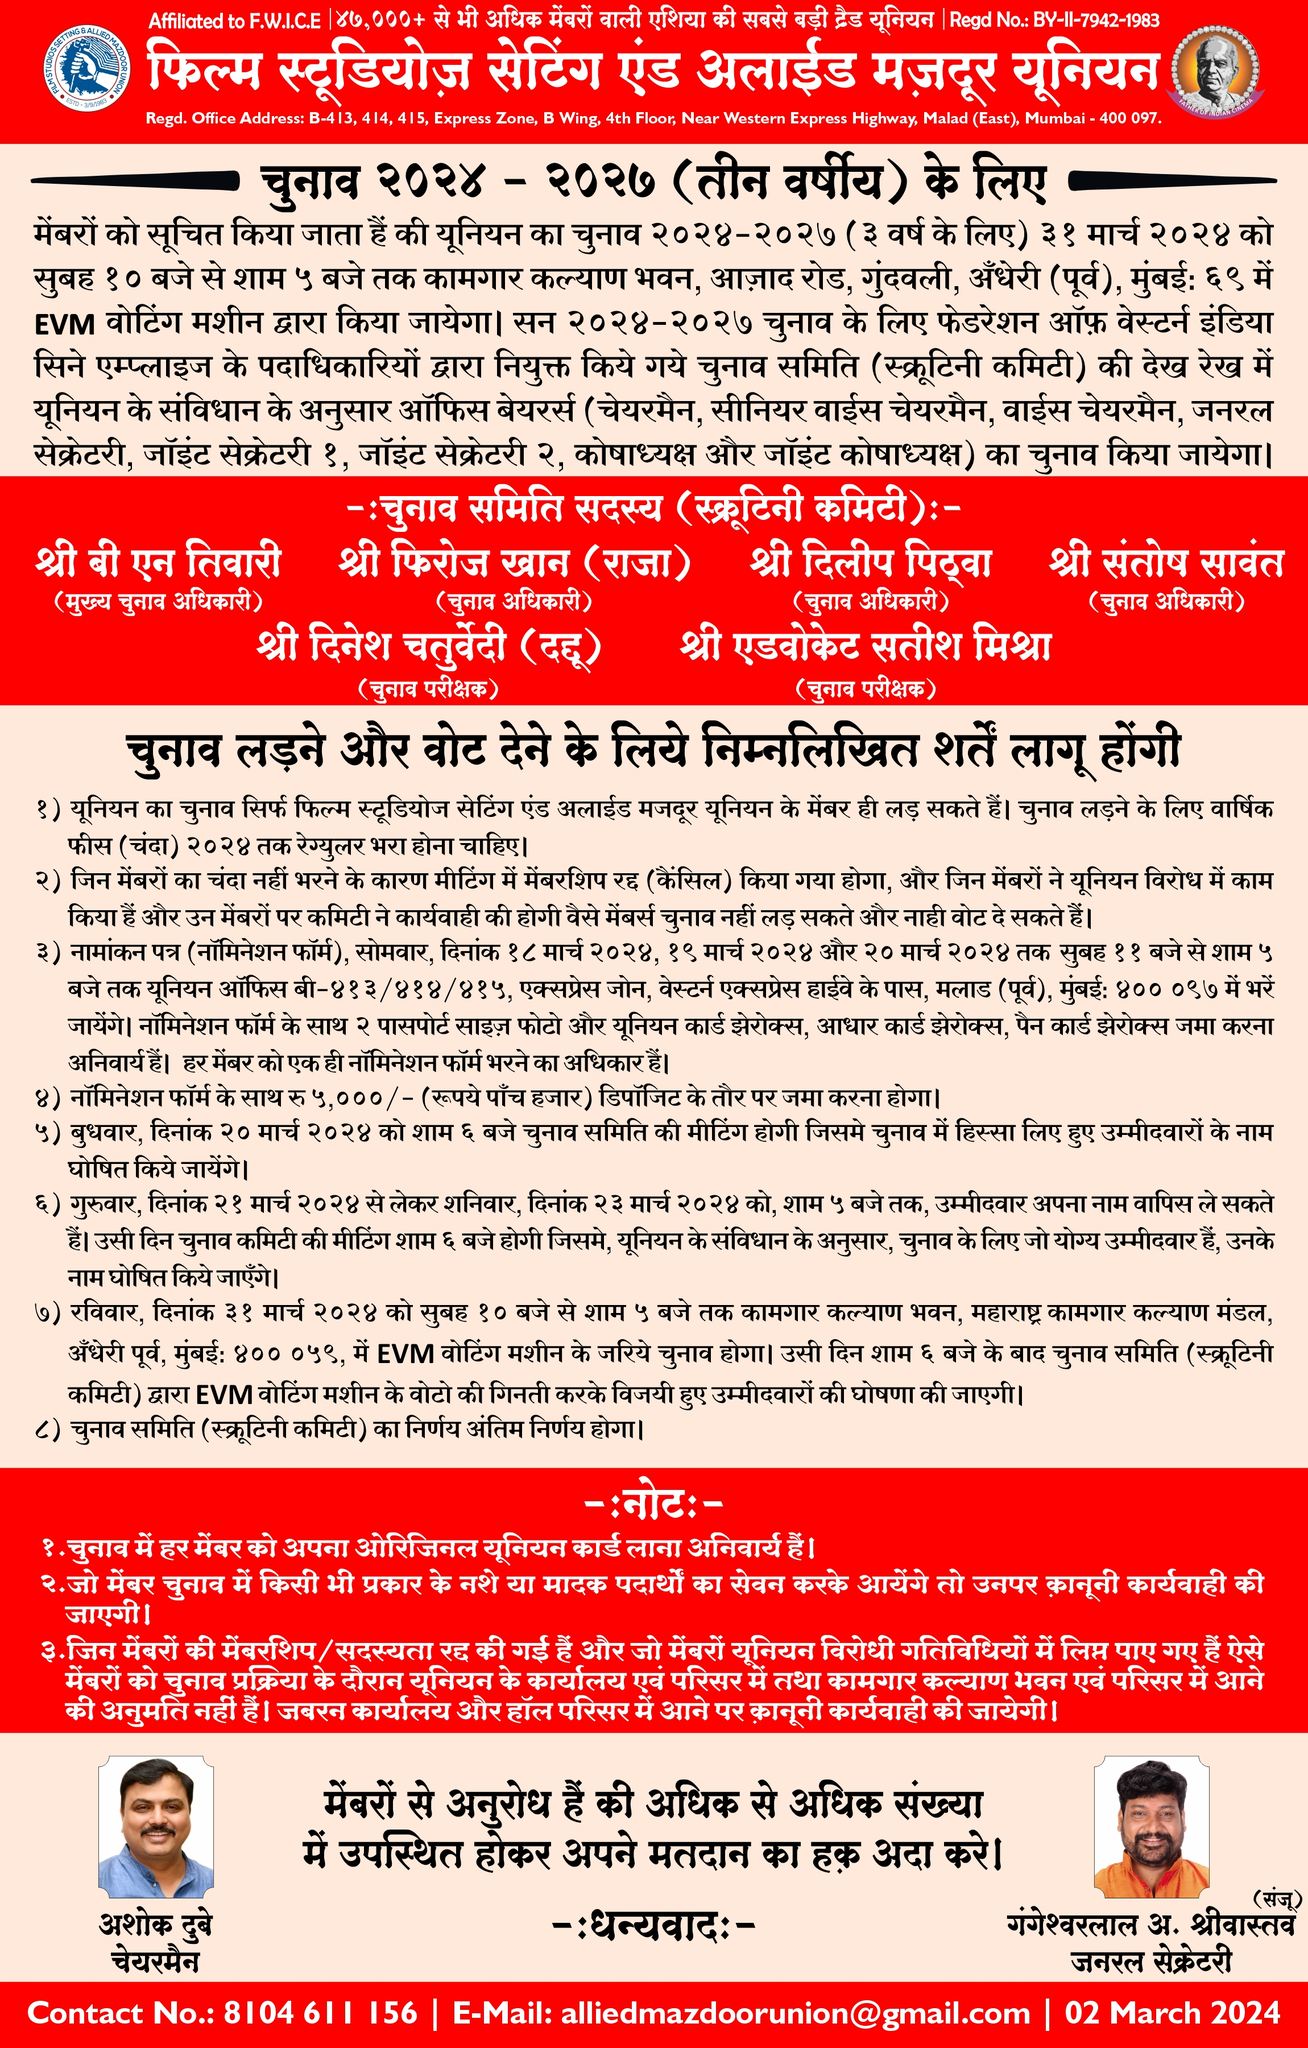 Affiliated to F.W.I.C.E | ४७,०००+ से भी अधिक मेंबरों वाली एशिया की सबसे बड़ी ट्रेड यूनियन | Regd No.: BY-II-7942-1983
फिल्म स्टूडियोज़ सेटिंग एंड अलाईड मज़दूर यूनियन
FILM STUDIOS SETTING & ALLIED MAZDOOR UNION
FATHER OF INDIAN CINEMA
Regd. Office Address: B-413, 414, 415, Express Zone, B Wing, 4th Floor, Near Western Express Highway, Malad (East), Mumbai - 400 097.
चुनाव २०२४ - २०२७ (तीन वर्षीय) के लिए
मेंबरों को सूचित किया जाता हैं की यूनियन का चुनाव २०२४-२०२७ (३ वर्ष के लिए) ३१ मार्च २०२४ को
सुबह १० बजे से शाम ५ बजे तक कामगार कल्याण भवन, आज़ाद रोड, गुंदवली, अँधेरी (पूर्व), मुंबई: ६९ में
EVM वोटिंग मशीन द्वारा किया जायेगा। सन २०२४-२०२७ चुनाव के लिए फेडरेशन ऑफ़ वेस्टर्न इंडिया
सिने एम्प्लाइज के पदाधिकारियों द्वारा नियुक्त किये गये चुनाव समिति (स्क्रूटिनी कमिटी) की देख रेख में
यूनियन के संविधान के अनुसार ऑफिस बेयरर्स (चेयरमैन, सीनियर वाईस चेयरमैन, वाईस चेयरमैन, जनरल
सेक्रेटरी, जॉइंट सेक्रेटरी १, जॉइंट सेक्रेटरी २, कोषाध्यक्ष और जॉइंट कोषाध्यक्ष) का चुनाव किया जायेगा।
-:चुनाव समिति सदस्य (स्क्रूटिनी कमिटी):-
श्री बी एन तिवारी श्री फिरोज खान (राजा) श्री दिलीप पिठ्वा श्री संतोष सावंत
(मुख्य चुनाव अधिकारी) (चुनाव अधिकारी) (चुनाव अधिकारी) (चुनाव अधिकारी)
श्री दिनेश चतुर्वेदी (दद्दू) श्री एडवोकेट सतीश मिश्रा
(चुनाव परीक्षक) (चुनाव परीक्षक)
चुनाव लड़ने और वोट देने के लिये निम्नलिखित शर्तें लागू होंगी
१) यूनियन का चुनाव सिर्फ फिल्म स्टूडियोज सेटिंग एंड अलाईड मजदूर यूनियन के मेंबर ही लड़ सकते हैं। चुनाव लड़ने के लिए वार्षिक
फीस (चंदा) २०२४ तक रेग्युलर भरा होना चाहिए।
२) जिन मेंबरों का चंदा नहीं भरने के कारण मीटिंग में मेंबरशिप रद्द (कैंसिल) किया गया होगा, और जिन मेंबरों ने यूनियन विरोध में काम
किया हैं और उन मेंबरों पर कमिटी ने कार्यवाही की होगी वैसे मेंबर्स चुनाव नहीं लड़ सकते और नाही वोट दे सकते हैं।
३) नामांकन पत्र (नॉमिनेशन फॉर्म), सोमवार, दिनांक १८ मार्च २०२४, १९ मार्च २०२४ और २० मार्च २०२४ तक सुबह ११ बजे से शाम ५
बजे तक यूनियन ऑफिस बी-४१३/४१४/४१५, एक्सप्रेस जोन, वेस्टर्न एक्सप्रेस हाईवे के पास, मलाड (पूर्व), मुंबई: ४०० ०९७ में भरें
जायेंगे। नॉमिनेशन फॉर्म के साथ २ पासपोर्ट साइज़ फोटो और यूनियन कार्ड झेरोक्स, आधार कार्ड झेरोक्स, पैन कार्ड झेरोक्स जमा करना
अनिवार्य हैं। हर मेंबर को एक ही नॉमिनेशन फॉर्म भरने का अधिकार हैं।
४) नॉमिनेशन फॉर्म के साथ रु ५,०००/- (रूपये पाँच हजार) डिपॉजिट के तौर पर जमा करना होगा।
५) बुधवार, दिनांक २० मार्च २०२४ को शाम ६ बजे चुनाव समिति की मीटिंग होगी जिसमे चुनाव में हिस्सा लिए हुए उम्मीदवारों के नाम
घोषित किये जायेंगे।
६) गुरुवार, दिनांक २१ मार्च २०२४ से लेकर शनिवार, दिनांक २३ मार्च २०२४ को, शाम ५ बजे तक, उम्मीदवार अपना नाम वापिस ले सकते
हैं। उसी दिन चुनाव कमिटी की मीटिंग शाम ६ बजे होगी जिसमे, यूनियन के संविधान के अनुसार, चुनाव के लिए जो योग्य उम्मीदवार हैं, उनके
नाम घोषित किये जाएँगे।
७) रविवार, दिनांक ३१ मार्च २०२४ को सुबह १० बजे से शाम ५ बजे तक कामगार कल्याण भवन, महाराष्ट्र कामगार कल्याण मंडल,
अँधेरी पूर्व, मुंबई: ४०० ०५९, में EVM वोटिंग मशीन के जरिये चुनाव होगा। उसी दिन शाम ६ बजे के बाद चुनाव समिति (स्क्रूटिनी
कमिटी) द्वारा EVM वोटिंग मशीन के वोटो की गिनती करके विजयी हुए उम्मीदवारों की घोषणा की जाएगी।
८) चुनाव समिति (स्क्रूटिनी कमिटी) का निर्णय अंतिम निर्णय होगा।
-:नोट:-
१.चुनाव में हर मेंबर को अपना ओरिजिनल यूनियन कार्ड लाना अनिवार्य हैं।
२.जो मेंबर चुनाव में किसी भी प्रकार के नशे या मादक पदार्थों का सेवन करके आयेंगे तो उनपर क़ानूनी कार्यवाही की
जाएगी।
३.जिन मेंबरों की मेंबरशिप/सदस्यता रद्द की गई हैं और जो मेंबरों यूनियन विरोधी गतिविधियों में लिप्त पाए गए हैं ऐसे
मेंबरों को चुनाव प्रक्रिया के दौरान यूनियन के कार्यालय एवं परिसर में तथा कामगार कल्याण भवन एवं परिसर में आने
की अनुमति नहीं हैं। जबरन कार्यालय और हॉल परिसर में आने पर क़ानूनी कार्यवाही की जायेगी।
मेंबरों से अनुरोध हैं की अधिक से अधिक संख्या
में उपस्थित होकर अपने मतदान का हक़ अदा करे।
-:धन्यवाद:-
अशोक दुबे
चेयरमैन
(संजू)
गंगेश्वरलाल अ. श्रीवास्तव
जनरल सेक्रेटरी
Contact No.: 8104 611 156 | E-Mail: alliedmazdoorunion@gmail.com | 02 March 2024